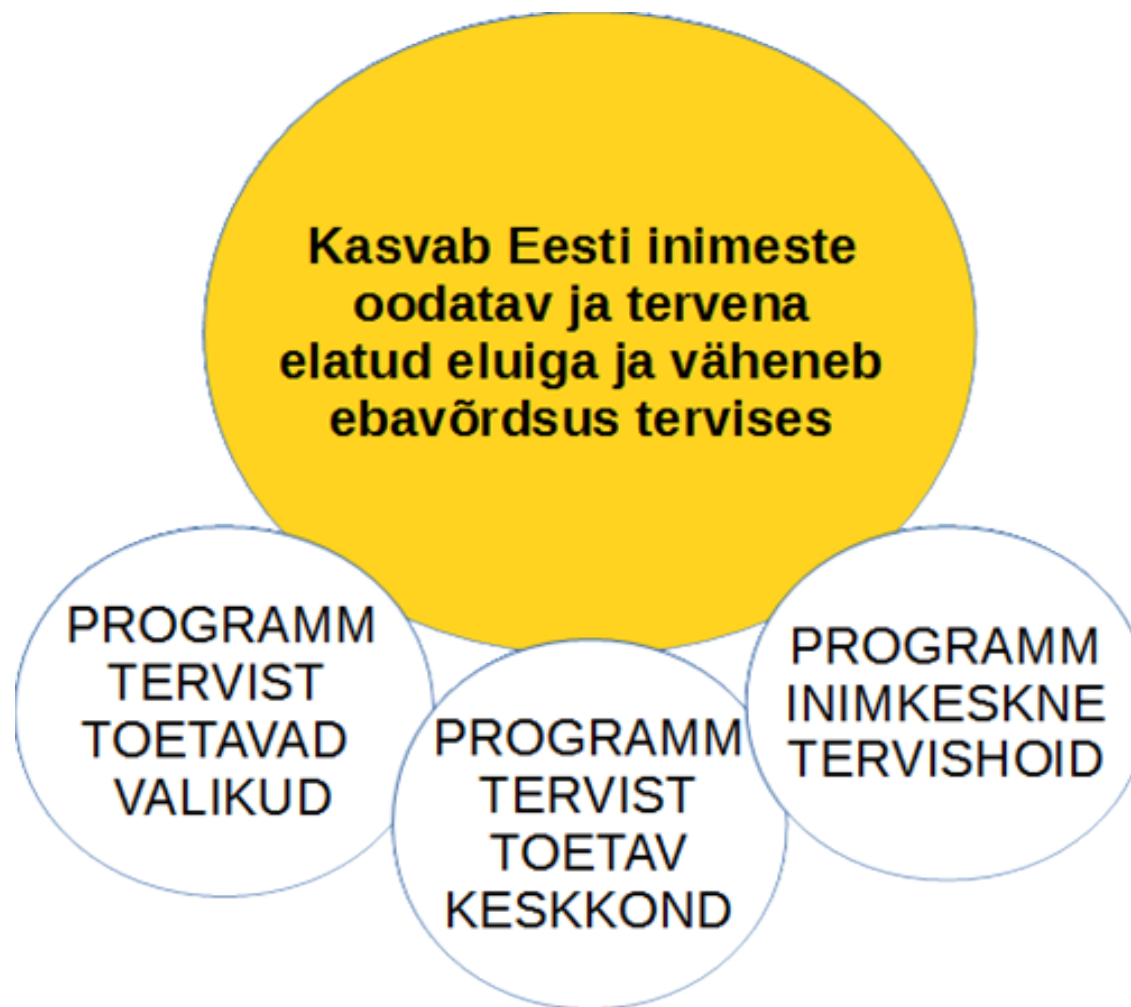 Kasvab Eesti inimeste
oodatav ja tervena
elatud eluiga ja väheneb
ebavõrdsus tervises
PROGRAMM
TERVIST
TOETAVAD
VALIKUD
PROGRAMM
TERVIST
TOETAV
KESKKOND
PROGRAMM
INIMKESKNE
TERVISHOID